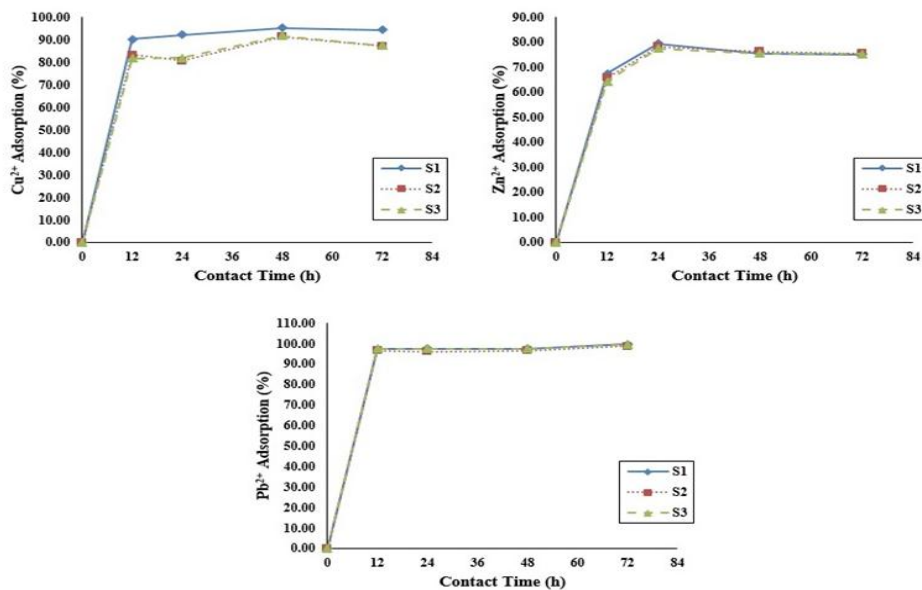 Cu²⁺ Adsorption (%)
100.00
90.00
80.00
70.00
60.00
50.00
40.00
30.00
20.00
10.00
0.00
0 12 24 36 48 60 72 84
Contact Time (h)
S1
S2
S3
Zn²⁺ Adsorption (%)
90.00
80.00
70.00
60.00
50.00
40.00
30.00
20.00
10.00
0.00
0 12 24 36 48 60 72 84
Contact Time (h)
S1
S2
S3
Pb²⁺ Adsorption (%)
110.00
100.00
90.00
80.00
70.00
60.00
50.00
40.00
30.00
20.00
10.00
0.00
0 12 24 36 48 60 72 84
Contact Time (h)
S1
S2
S3